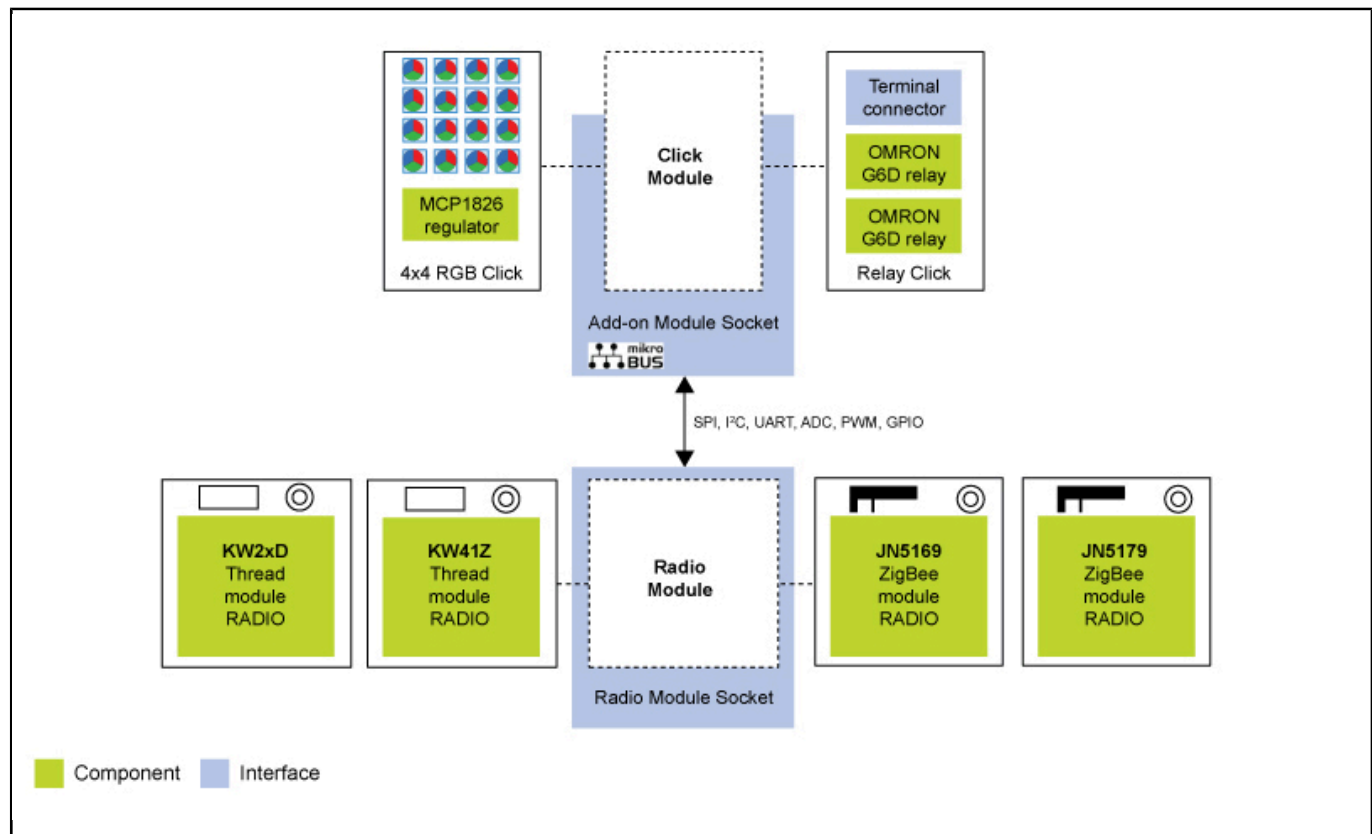 MCP1826
regulator
4x4 RGB Click
Click
Module
Add-on Module Socket
mikro
BUS
Terminal
connector
OMRON
G6D relay
OMRON
G6D relay
Relay Click
SPI, I²C, UART, ADC, PWM, GPIO
KW2xD
Thread
module
RADIO
KW41Z
Thread
module
RADIO
Radio
Module
Radio Module Socket
JN5169
ZigBee
module
RADIO
JN5179
ZigBee
module
RADIO
Component
Interface